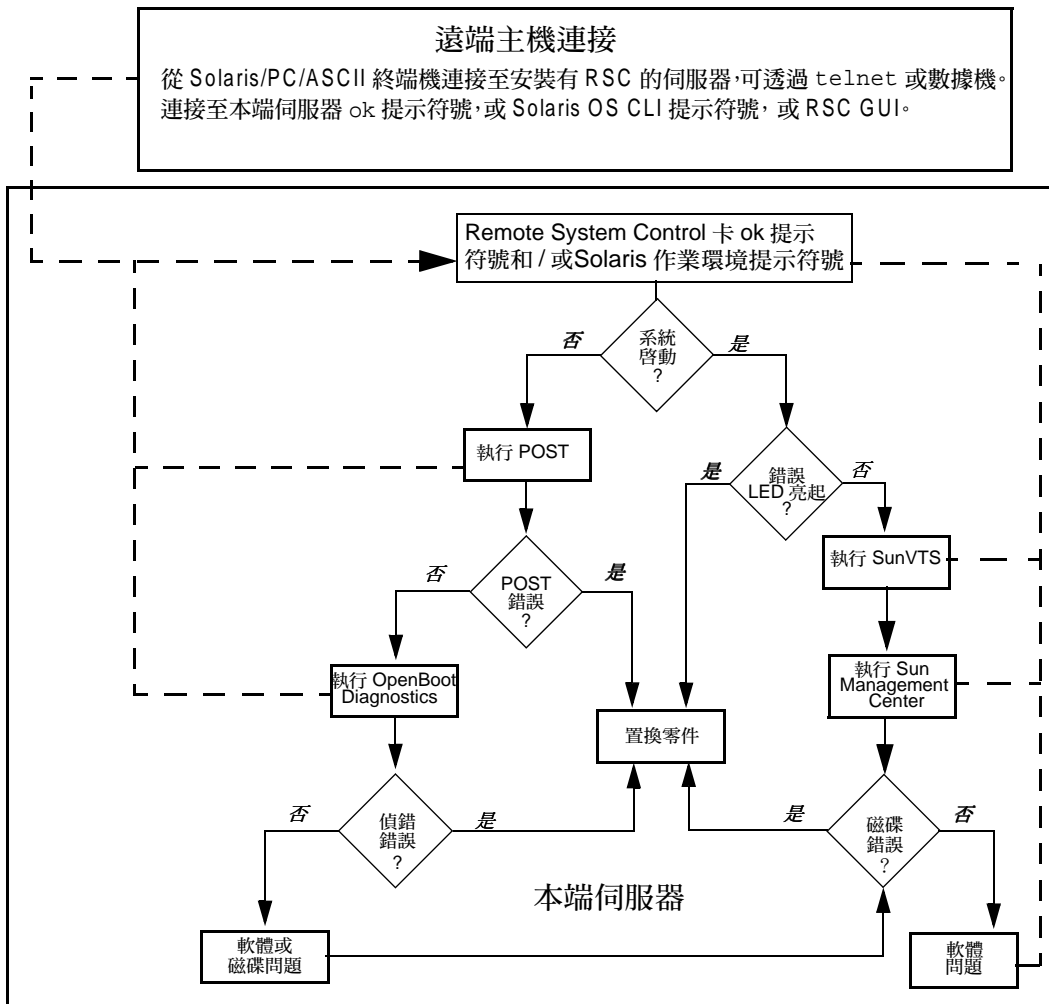 遠端主機連接
從 Solaris/PC/ASCII 終端機連接至安裝有 RSC 的伺服器,可透過 telnet 或數據機。
連接至本端伺服器 ok 提示符號,或 Solaris OS CLI 提示符號, 或 RSC GUI。
Remote System Control 卡 ok 提示
符號和 / 或Solaris 作業環境提示符號
否
系統
啓動
?
是
執行 POST
是
錯誤
LED 亮起
?
否
執行 SunVTS
否
POST
錯誤
?
是
執行 OpenBoot
Diagnostics
置換零件
執行 Sun
Management
Center
否
偵錯
錯誤
?
是
是
磁碟
錯誤
?
否
本端伺服器
軟體或
磁碟問題
軟體
問題